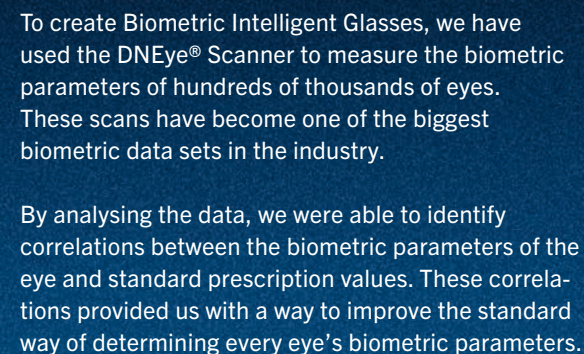 To create Biometric Intelligent Glasses, we have
used the DNEye® Scanner to measure the biometric
parameters of hundreds of thousands of eyes.
These scans have become one of the biggest
biometric data sets in the industry.
By analysing the data, we were able to identify
correlations between the biometric parameters of the
eye and standard prescription values. These correla-
tions provided us with a way to improve the standard
way of determining every eye’s biometric parameters.